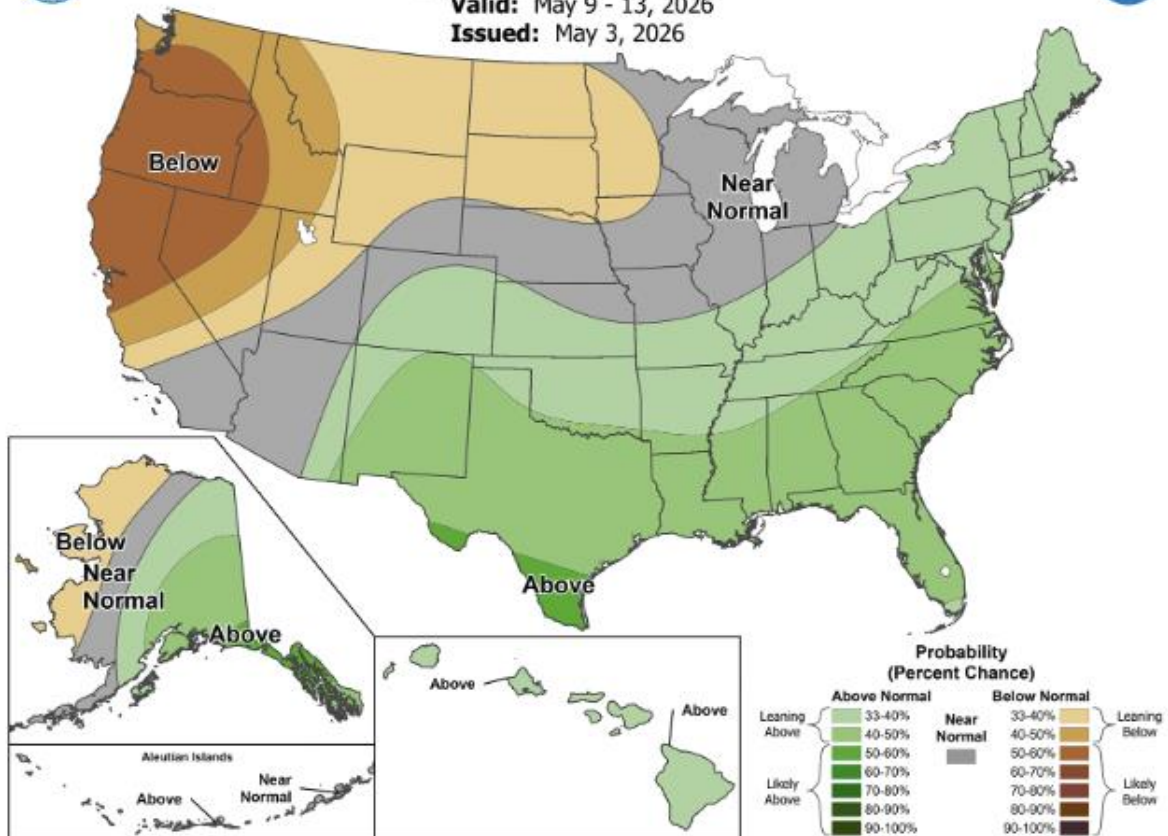 Valid: May 9 - 13, 2026
Issued: May 3, 2026
Below
Near
Normal
Above
Below
Near
Normal
Above
Above
Above
Aleutian Islands
Above
Near
Normal
Probability
(Percent Chance)
Above Normal
Below Normal
Leaning
Above
33-40%
40-50%
Near
Normal
33-40%
40-50%
Leaning
Below
Likely
Above
50-60%
60-70%
70-80%
80-90%
90-100%
50-60%
60-70%
70-80%
80-90%
90-100%
Likely
Below